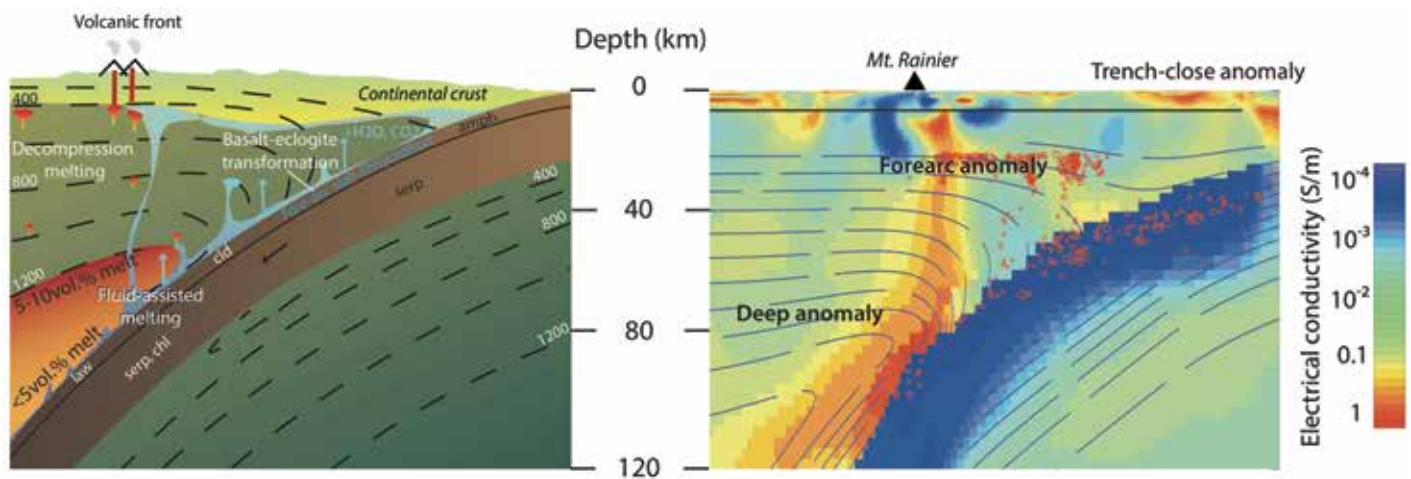 Volcanic front
400
Continental crust
H2O, CO2
amph
Decompression
melting
Basalt-eclogite
transformation
800
serp
400
800
cld
1200
5-10vol.% melt
Fluid-assisted
melting
<5vol.% melt
law
serp, chl
1200
Depth (km)
0
40
80
120
Mt. Rainier
Trench-close anomaly
Forearc anomaly
Deep anomaly
Electrical conductivity (S/m)
10-4
10-3
10-2
0.1
1